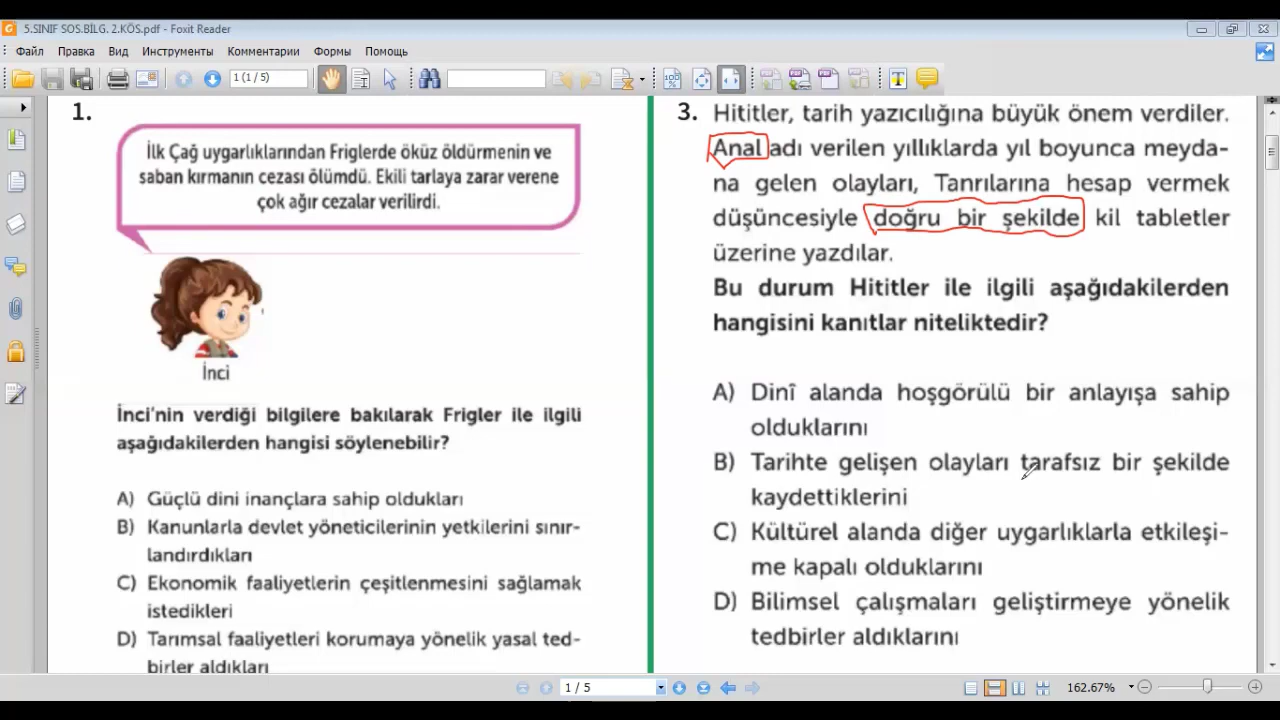 5.SINIF SOS.BİLG. 2.KÖS.pdf - Foxit Reader
Файл Правка Вид Инструменты Комментарии Формы Помощь
1 (1 / 5)
1.
İlk Çağ uygarlıklarından Friglerde öküz öldürmenin ve
saban kırmanın cezası ölümdü. Ekili tarlaya zarar verene
çok ağır cezalar verilirdi.
İnci
İnci'nin verdiği bilgilere bakılarak Frigler ile ilgili
aşağıdakilerden hangisi söylenebilir?
A) Güçlü dini inançlara sahip oldukları
B) Kanunlarla devlet yöneticilerinin yetkilerini sınır-
landırdıkları
C) Ekonomik faaliyetlerin çeşitlenmesini sağlamak
istedikleri
D) Tarımsal faaliyetleri korumaya yönelik yasal ted-
birler aldıkları
3. Hititler, tarih yazıcılığına büyük önem verdiler.
Anal adı verilen yıllıklarda yıl boyunca meyda-
na gelen olayları, Tanrılarına hesap vermek
düşüncesiyle doğru bir şekilde kil tabletler
üzerine yazdılar.
Bu durum Hititler ile ilgili aşağıdakilerden
hangisini kanıtlar niteliktedir?
A) Dinî alanda hoşgörülü bir anlayışa sahip
olduklarını
B) Tarihte gelişen olayları tarafsız bir şekilde
kaydettiklerini
C) Kültürel alanda diğer uygarlıklarla etkileşi-
me kapalı olduklarını
D) Bilimsel çalışmaları geliştirmeye yönelik
tedbirler aldıklarını
1 / 5
162.67%